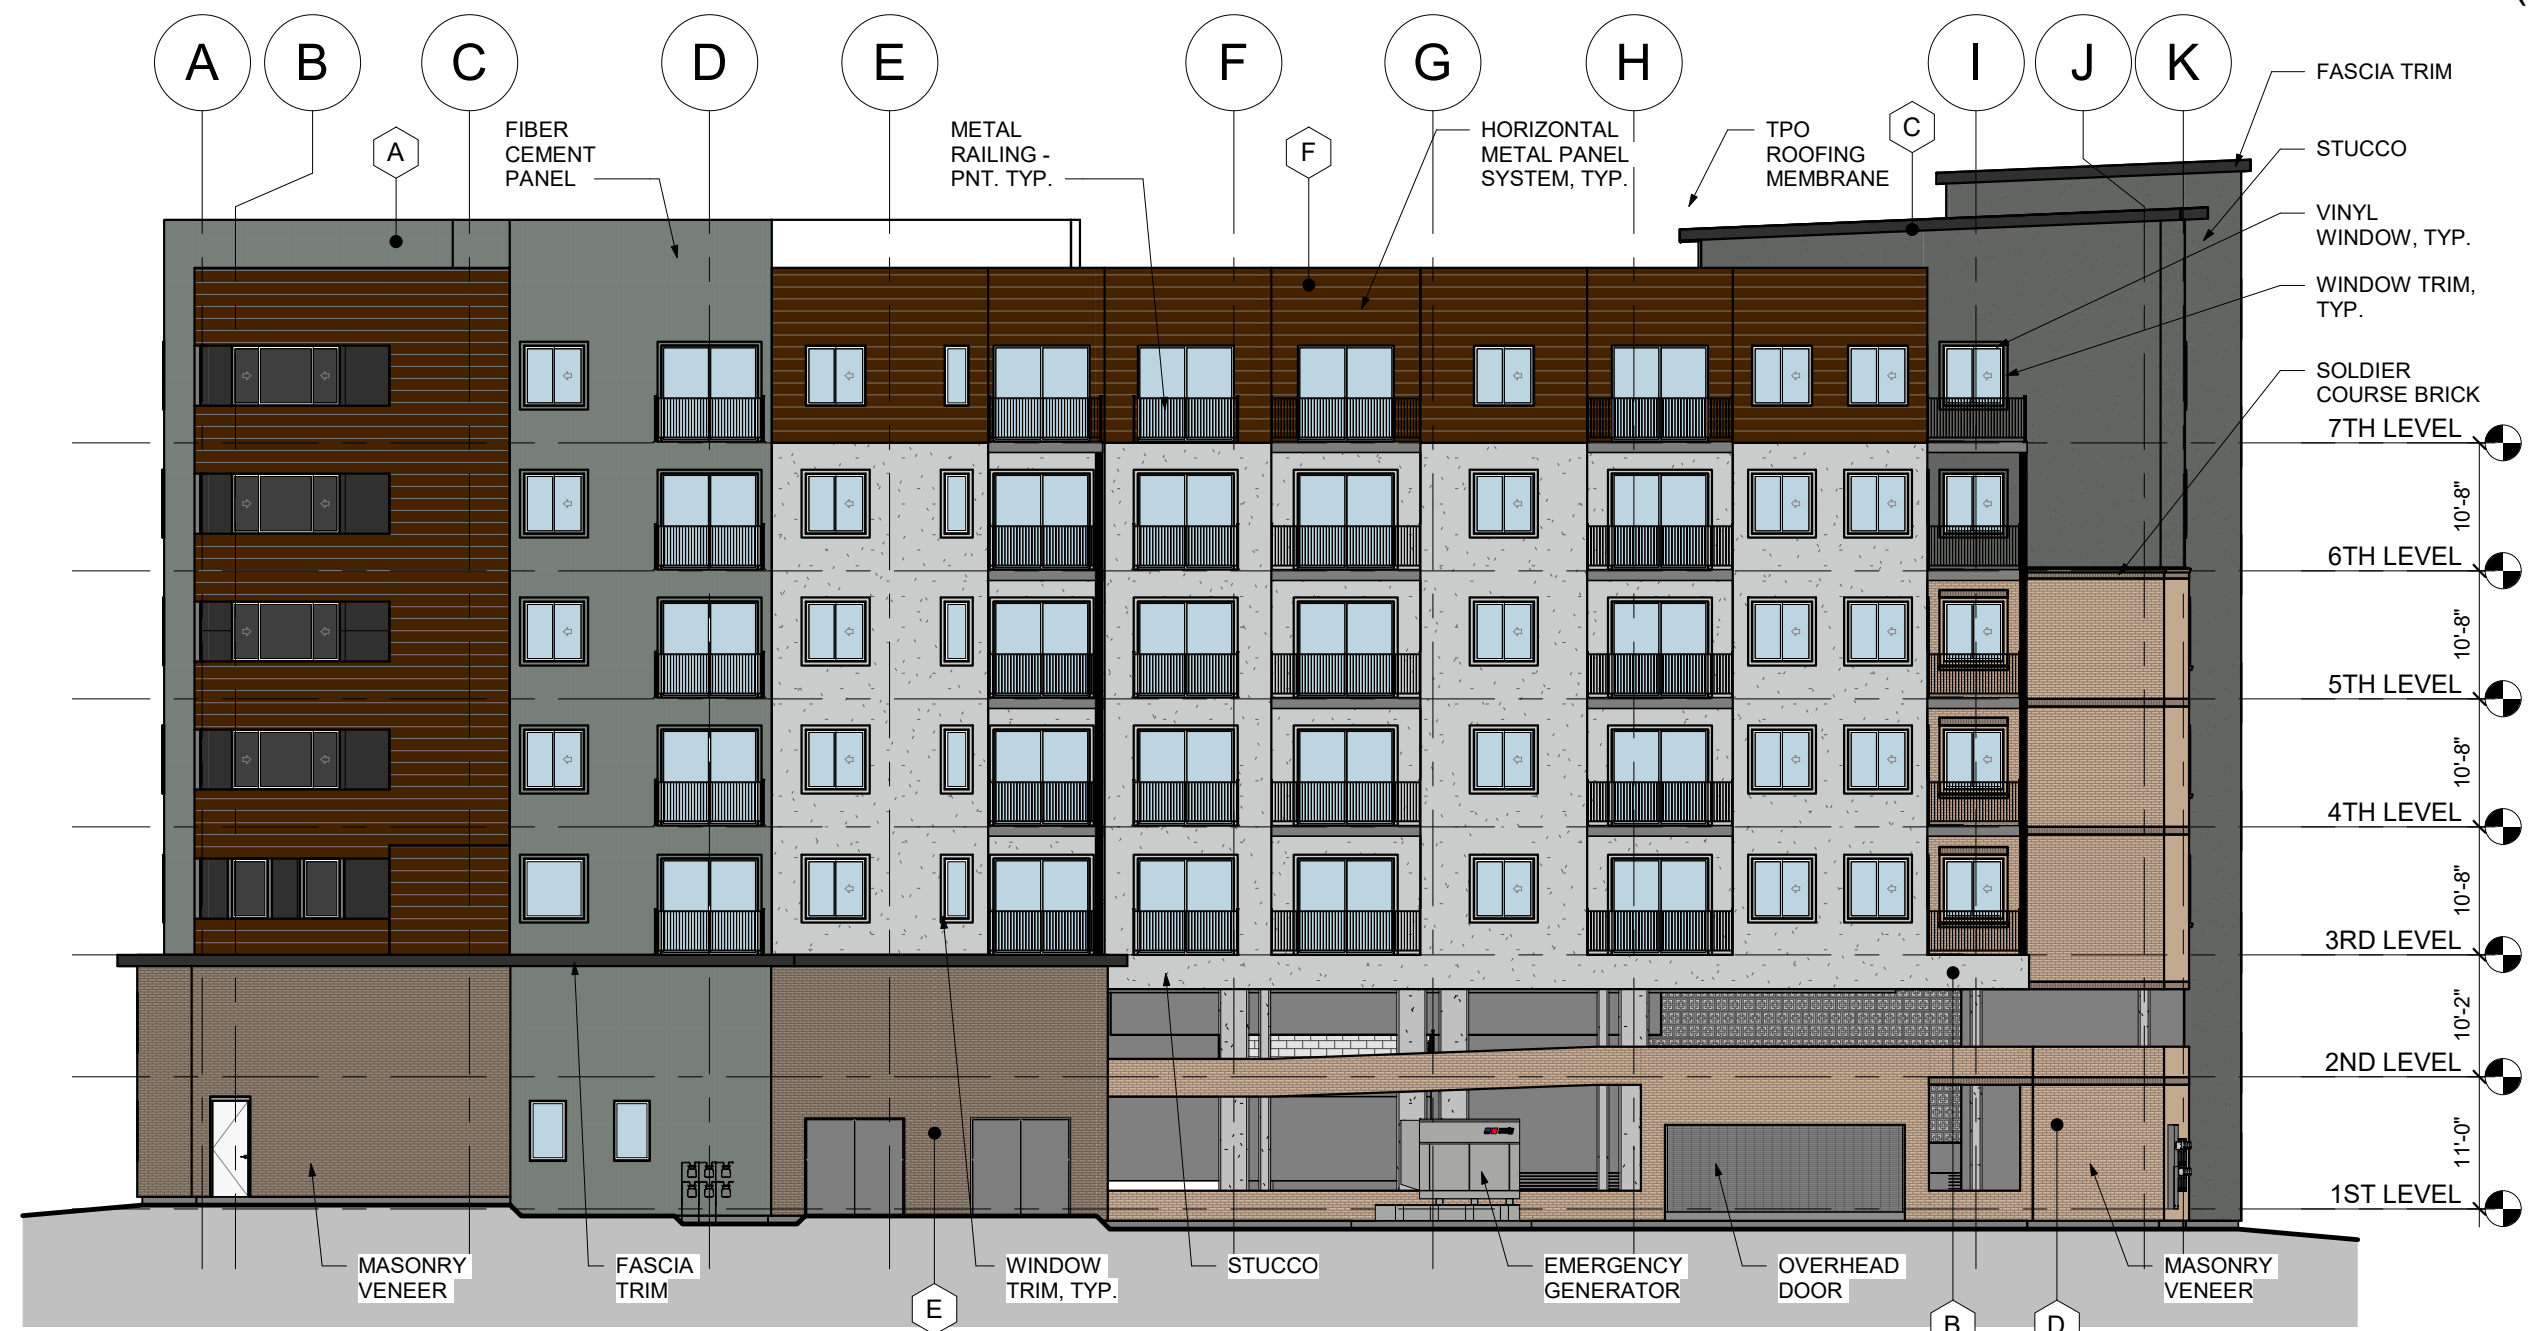 A
B
C
D
E
F
G
H
I
J
K
FASCIA TRIM
STUCCO
VINYL
WINDOW, TYP.
WINDOW TRIM,
TYP.
SOLDIER
COURSE BRICK
A
FIBER
CEMENT
PANEL
METAL
RAILING -
PNT. TYP.
F
HORIZONTAL
METAL PANEL
SYSTEM, TYP.
TPO
ROOFING
MEMBRANE
C
7TH LEVEL
10'-8"
6TH LEVEL
10'-8"
5TH LEVEL
10'-8"
4TH LEVEL
10'-8"
3RD LEVEL
10'-2"
2ND LEVEL
11'-0"
1ST LEVEL
MASONRY
VENEER
FASCIA
TRIM
E
WINDOW
TRIM, TYP.
STUCCO
EMERGENCY
GENERATOR
OVERHEAD
DOOR
B
D
MASONRY
VENEER